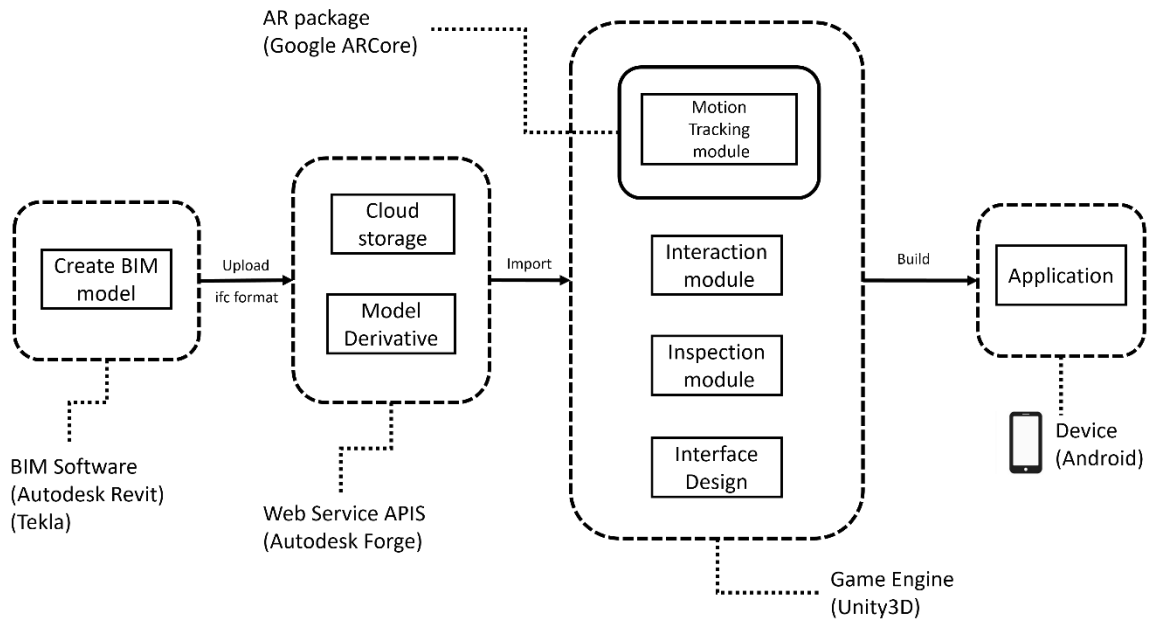 AR package
(Google ARCore)
Motion
Tracking
module
Cloud
storage
Create BIM
model
Upload
ifc format
Model
Derivative
Import
Interaction
module
Inspection
module
Interface
Design
Build
Application
BIM Software
(Autodesk Revit)
(Tekla)
Web Service APIS
(Autodesk Forge)
Game Engine
(Unity3D)
Device
(Android)